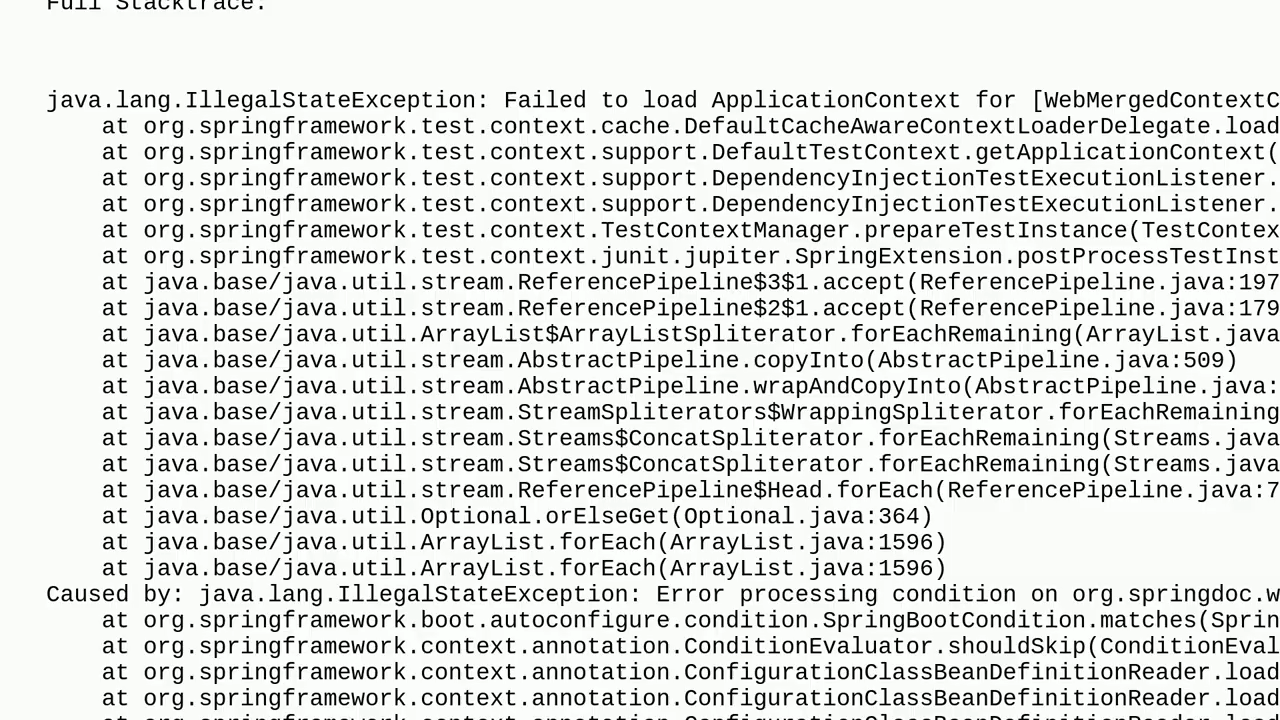 Full Stacktrace:
java.lang.IllegalStateException: Failed to load ApplicationContext for [WebMergedContextC
at org.springframework.test.context.cache.DefaultCacheAwareContextLoaderDelegate.load
at org.springframework.test.context.support.DefaultTestContext.getApplicationContext(
at org.springframework.test.context.support.DependencyInjectionTestExecutionListener.
at org.springframework.test.context.support.DependencyInjectionTestExecutionListener.
at org.springframework.test.context.TestContextManager.prepareTestInstance(TestContex
at org.springframework.test.context.junit.jupiter.SpringExtension.postProcessTestInst
at java.base/java.util.stream.ReferencePipeline$3$1.accept(ReferencePipeline.java:197
at java.base/java.util.stream.ReferencePipeline$2$1.accept(ReferencePipeline.java:179
at java.base/java.util.ArrayList$ArrayListSpliterator.forEachRemaining(ArrayList.java
at java.base/java.util.stream.AbstractPipeline.copyInto(AbstractPipeline.java:509)
at java.base/java.util.stream.AbstractPipeline.wrapAndCopyInto(AbstractPipeline.java:
at java.base/java.util.stream.StreamSpliterators$WrappingSpliterator.forEachRemaining
at java.base/java.util.stream.Streams$ConcatSpliterator.forEachRemaining(Streams.java
at java.base/java.util.stream.Streams$ConcatSpliterator.forEachRemaining(Streams.java
at java.base/java.util.stream.ReferencePipeline$Head.forEach(ReferencePipeline.java:7
at java.base/java.util.Optional.orElseGet(Optional.java:364)
at java.base/java.util.ArrayList.forEach(ArrayList.java:1596)
at java.base/java.util.ArrayList.forEach(ArrayList.java:1596)
Caused by: java.lang.IllegalStateException: Error processing condition on org.springdoc.w
at org.springframework.boot.autoconfigure.condition.SpringBootCondition.matches(Sprin
at org.springframework.context.annotation.ConditionEvaluator.shouldSkip(ConditionEval
at org.springframework.context.annotation.ConfigurationClassBeanDefinitionReader.load
at org.springframework.context.annotation.ConfigurationClassBeanDefinitionReader.load